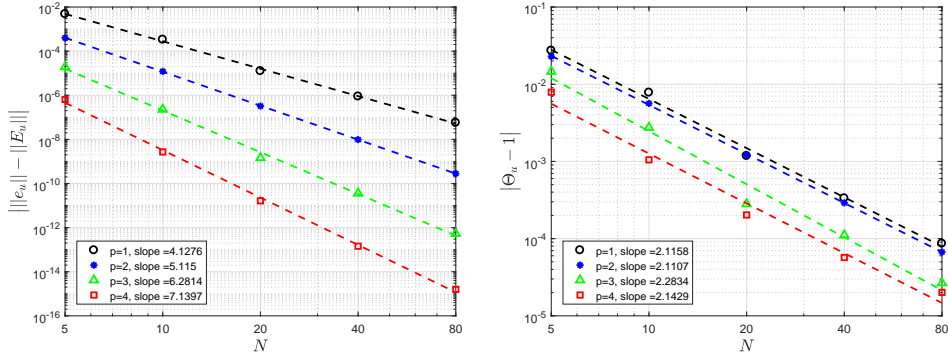 10^-2
10^-4
10^-6
10^-8
10^-10
10^-12
10^-14
10^-16
| ||e_u|| − ||E_u|| |
p=1, slope =4.1276
p=2, slope =5.115
p=3, slope =6.2814
p=4, slope =7.1397
5 10 20 40 80
N
10^-1
10^-2
10^-3
10^-4
10^-5
|Θ_u − 1|
p=1, slope =2.1158
p=2, slope =2.1107
p=3, slope =2.2834
p=4, slope =2.1429
5 10 20 40 80
N